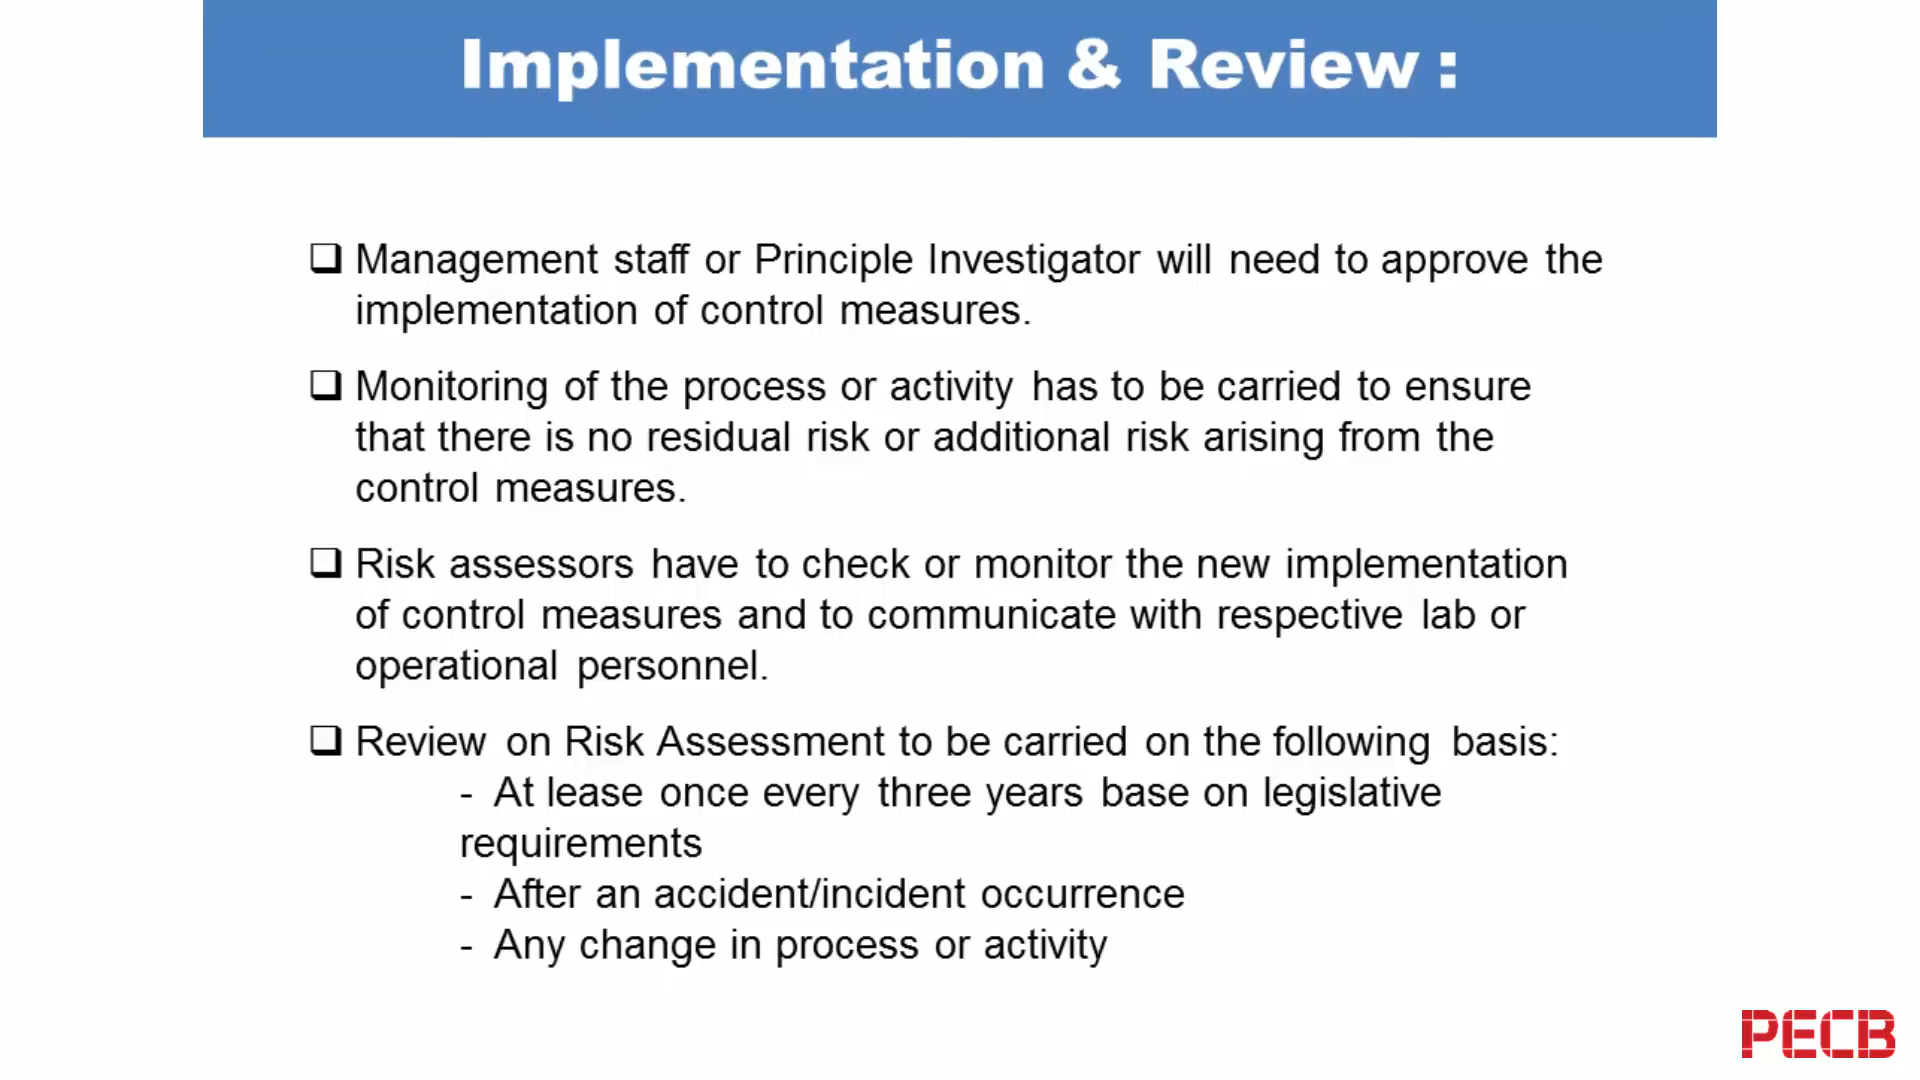 Implementation & Review :
❑ Management staff or Principle Investigator will need to approve the
implementation of control measures.
❑ Monitoring of the process or activity has to be carried to ensure
that there is no residual risk or additional risk arising from the
control measures.
❑ Risk assessors have to check or monitor the new implementation
of control measures and to communicate with respective lab or
operational personnel.
❑ Review on Risk Assessment to be carried on the following basis:
- At lease once every three years base on legislative
requirements
- After an accident/incident occurrence
- Any change in process or activity
PECB